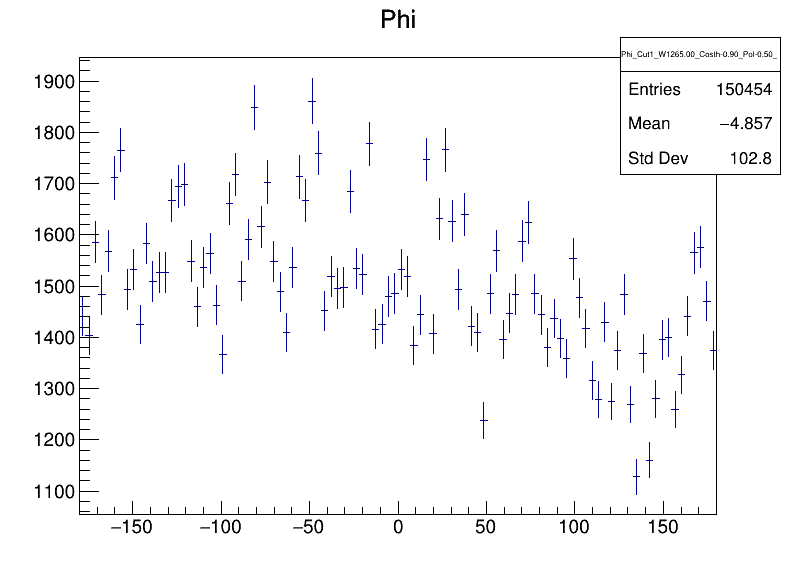 Phi
Phi_Cut1_W1265.00_Costh-0.90_Pol-0.50_
Entries 150454
Mean −4.857
Std Dev 102.8
1900
1800
1700
1600
1500
1400
1300
1200
1100
−150 −100 −50 0 50 100 150